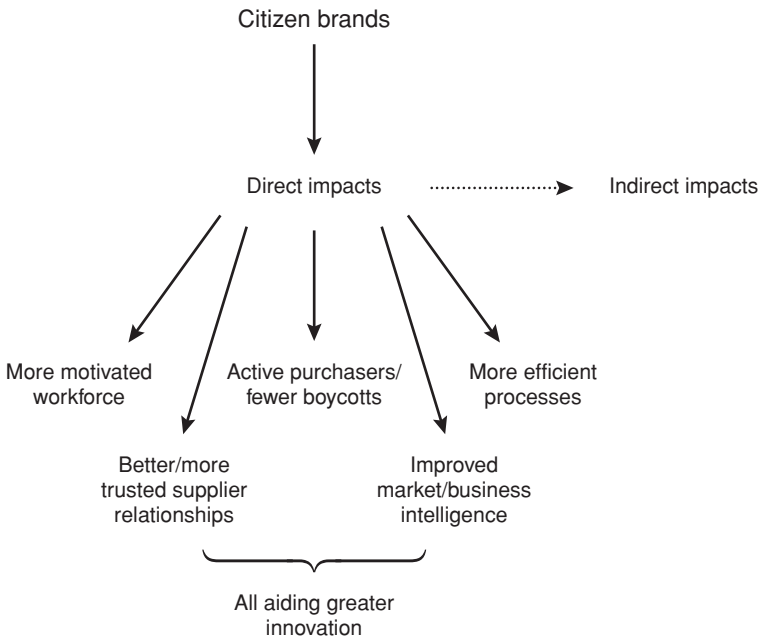 Citizen brands
Direct impacts
Indirect impacts
More motivated
workforce
Active purchasers/
fewer boycotts
More efficient
processes
Better/more
trusted supplier
relationships
Improved
market/business
intelligence
All aiding greater
innovation